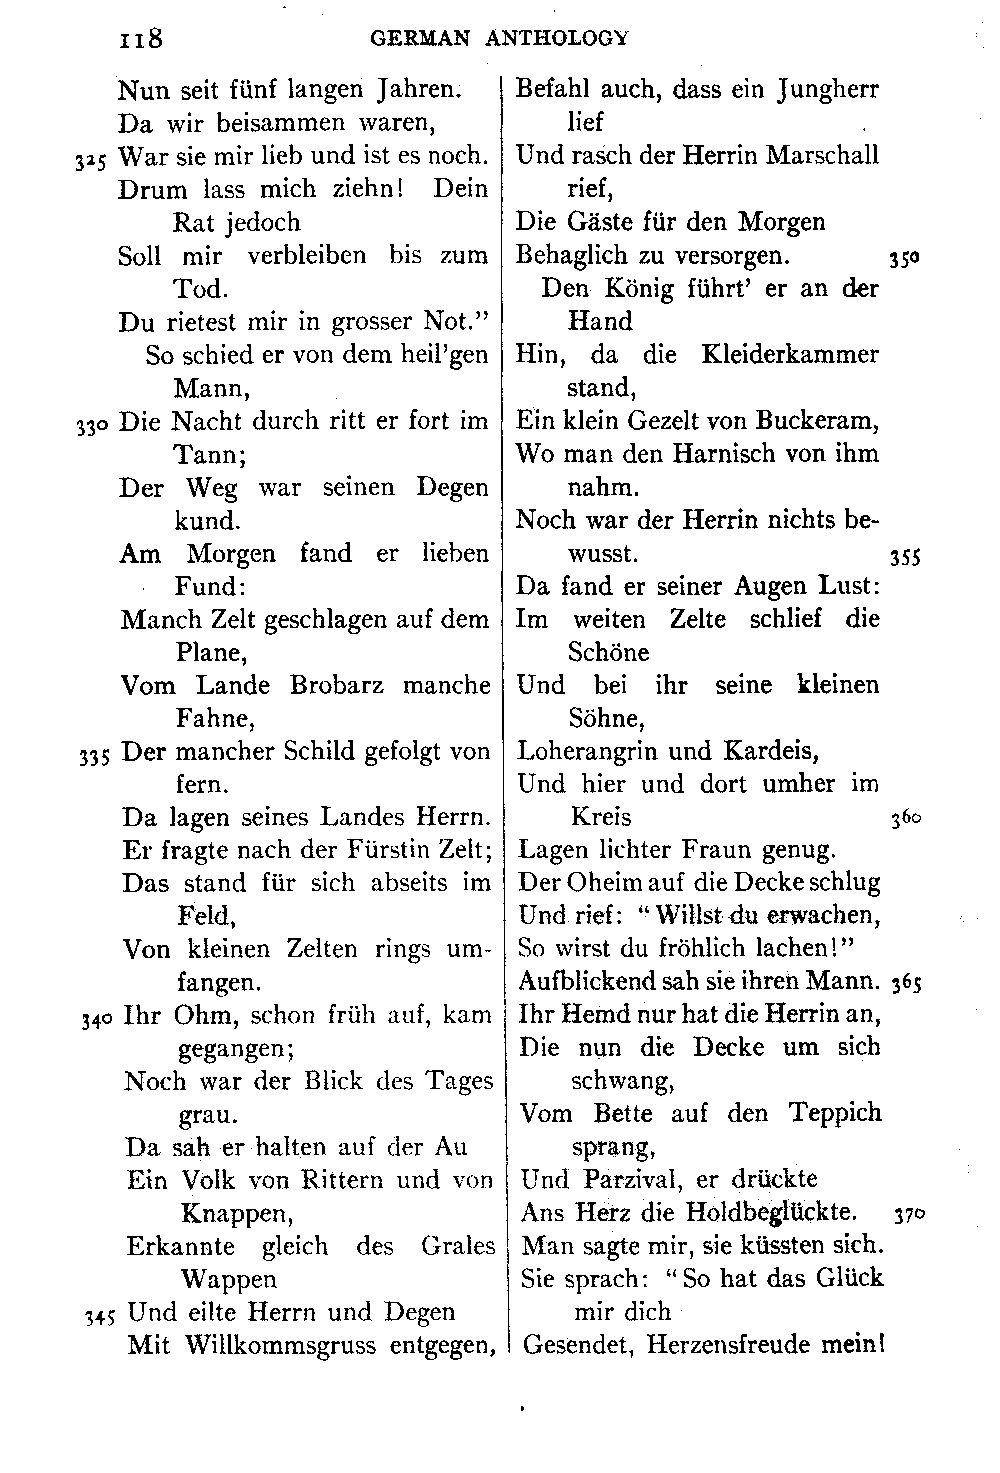 118 GERMAN ANTHOLOGY
Nun seit fünf langen Jahren.
Da wir beisammen waren,
325 War sie mir lieb und ist es noch.
Drum lass mich ziehn! Dein
Rat jedoch
Soll mir verbleiben bis zum
Tod.
Du rietest mir in grosser Not.”
So schied er von dem heil’gen
Mann,
330 Die Nacht durch ritt er fort im
Tann;
Der Weg war seinen Degen
kund.
Am Morgen fand er lieben
Fund:
Manch Zelt geschlagen auf dem
Plane,
Vom Lande Brobarz manche
Fahne,
335 Der mancher Schild gefolgt von
fern.
Da lagen seines Landes Herrn.
Er fragte nach der Fürstin Zelt;
Das stand für sich abseits im
Feld,
Von kleinen Zelten rings um-
fangen.
340 Ihr Ohm, schon früh auf, kam
gegangen;
Noch war der Blick des Tages
grau.
Da sah er halten auf der Au
Ein Volk von Rittern und von
Knappen,
Erkannte gleich des Grales
Wappen
345 Und eilte Herrn und Degen
Mit Willkommsgruss entgegen,
Befahl auch, dass ein Jungherr
lief
Und rasch der Herrin Marschall
rief,
Die Gäste für den Morgen
Behaglich zu versorgen. 350
Den König führt’ er an der
Hand
Hin, da die Kleiderkammer
stand,
Ein klein Gezelt von Buckeram,
Wo man den Harnisch von ihm
nahm.
Noch war der Herrin nichts be-
wusst. 355
Da fand er seiner Augen Lust:
Im weiten Zelte schlief die
Schöne
Und bei ihr seine kleinen
Söhne,
Loherangrin und Kardeis,
Und hier und dort umher im
Kreis 360
Lagen lichter Fraun genug.
Der Oheim auf die Decke schlug
Und rief: “Willst du erwachen,
So wirst du fröhlich lachen!”
Aufblickend sah sie ihren Mann. 365
Ihr Hemd nur hat die Herrin an,
Die nun die Decke um sich
schwang,
Vom Bette auf den Teppich
sprang,
Und Parzival, er drückte
Ans Herz die Holdbeglückte. 370
Man sagte mir, sie küssten sich.
Sie sprach: “So hat das Glück
mir dich
Gesendet, Herzensfreude mein!